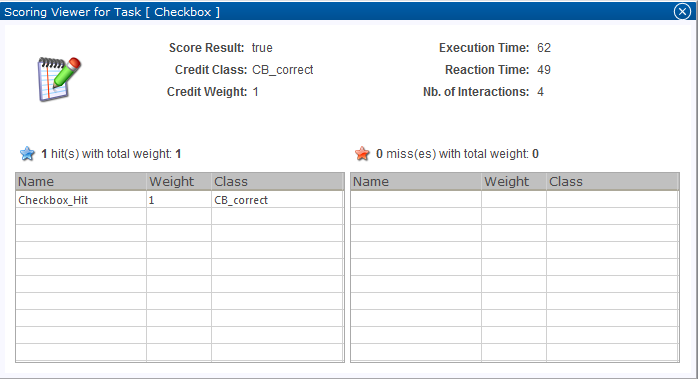 Scoring Viewer for Task [ Checkbox ]
Score Result: true Execution Time: 62
Credit Class: CB_correct Reaction Time: 49
Credit Weight: 1 Nb. of Interactions: 4
1 hit(s) with total weight: 1 0 miss(es) with total weight: 0
Name Weight Class Name Weight Class
Checkbox_Hit 1 CB_correct